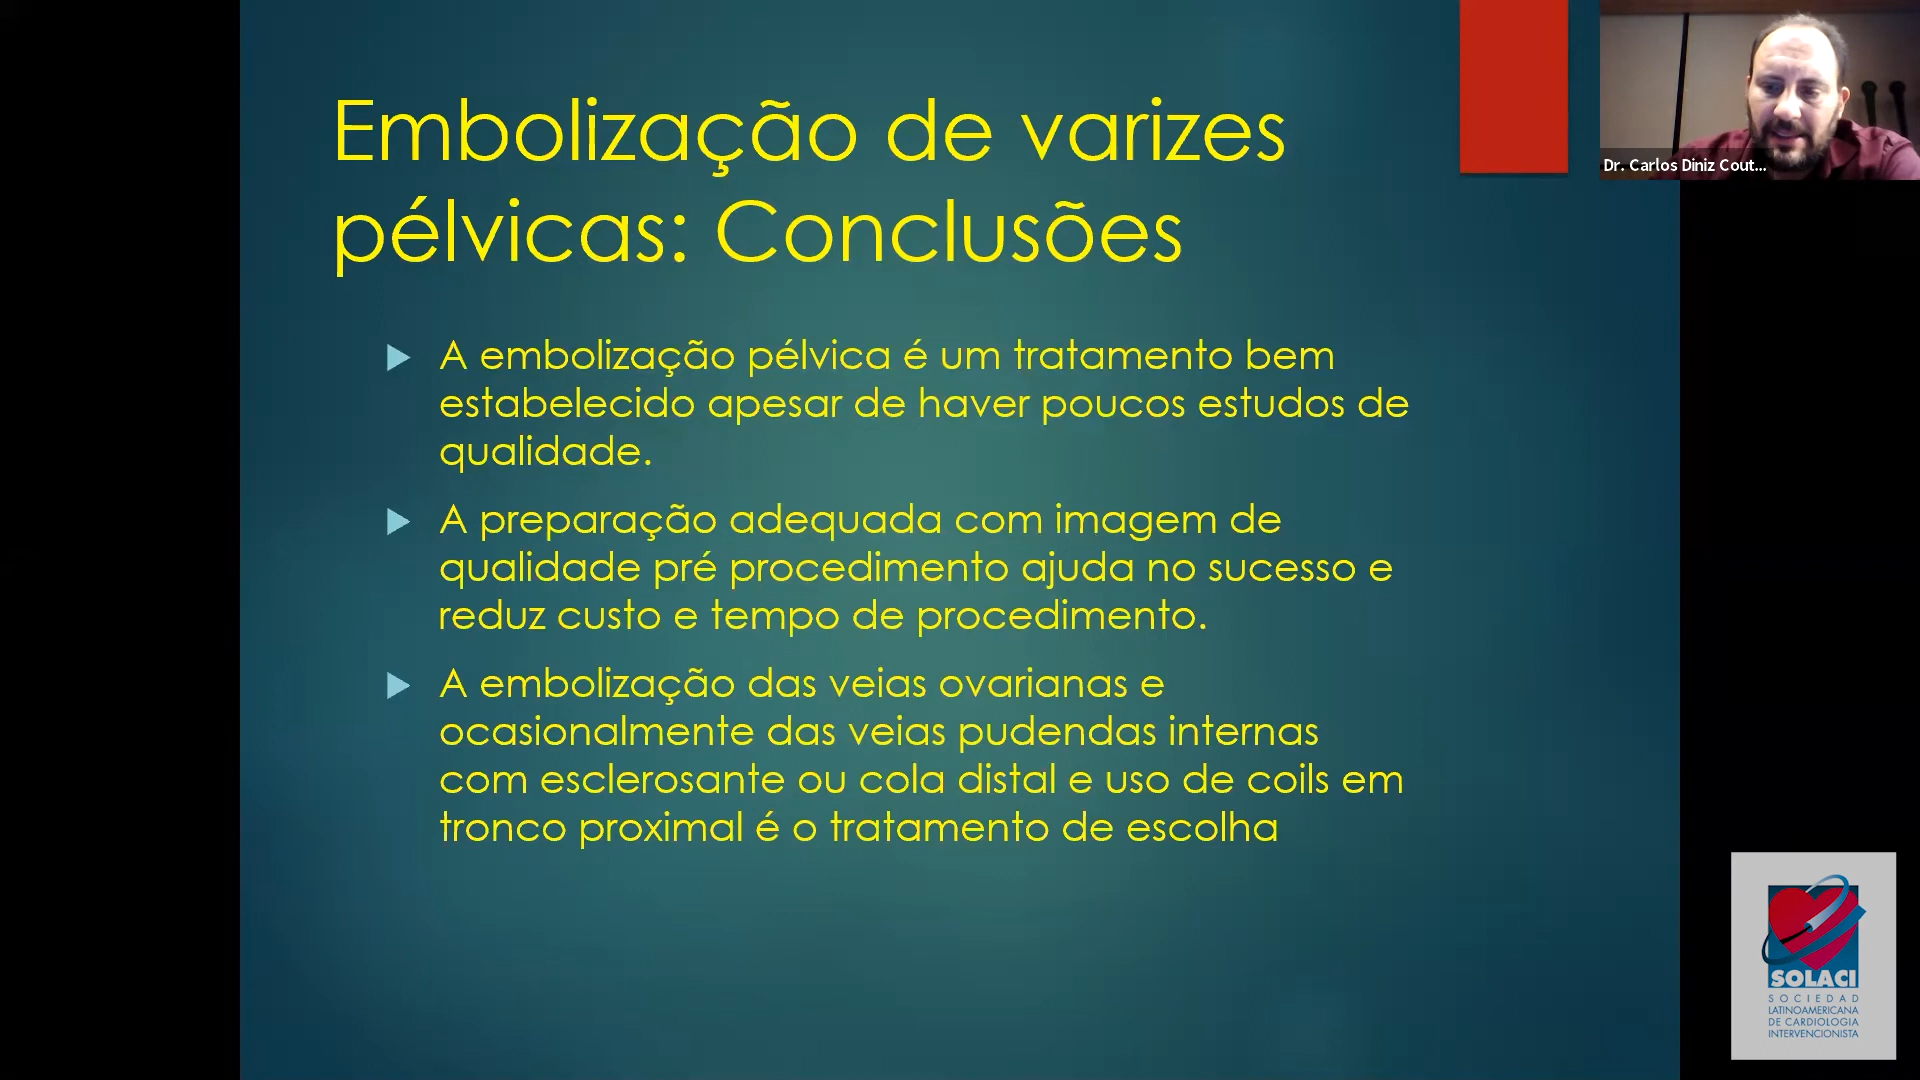 Embolização de varizes
pélvicas: Conclusões
A embolização pélvica é um tratamento bem
estabelecido apesar de haver poucos estudos de
qualidade.
A preparação adequada com imagem de
qualidade pré procedimento ajuda no sucesso e
reduz custo e tempo de procedimento.
A embolização das veias ovarianas e
ocasionalmente das veias pudendas internas
com esclerosante ou cola distal e uso de coils em
tronco proximal é o tratamento de escolha
Dr. Carlos Diniz Cout...
SOLACI
SOCIEDAD
LATINOAMERICANA
DE CARDIOLOGIA
INTERVENCIONISTA